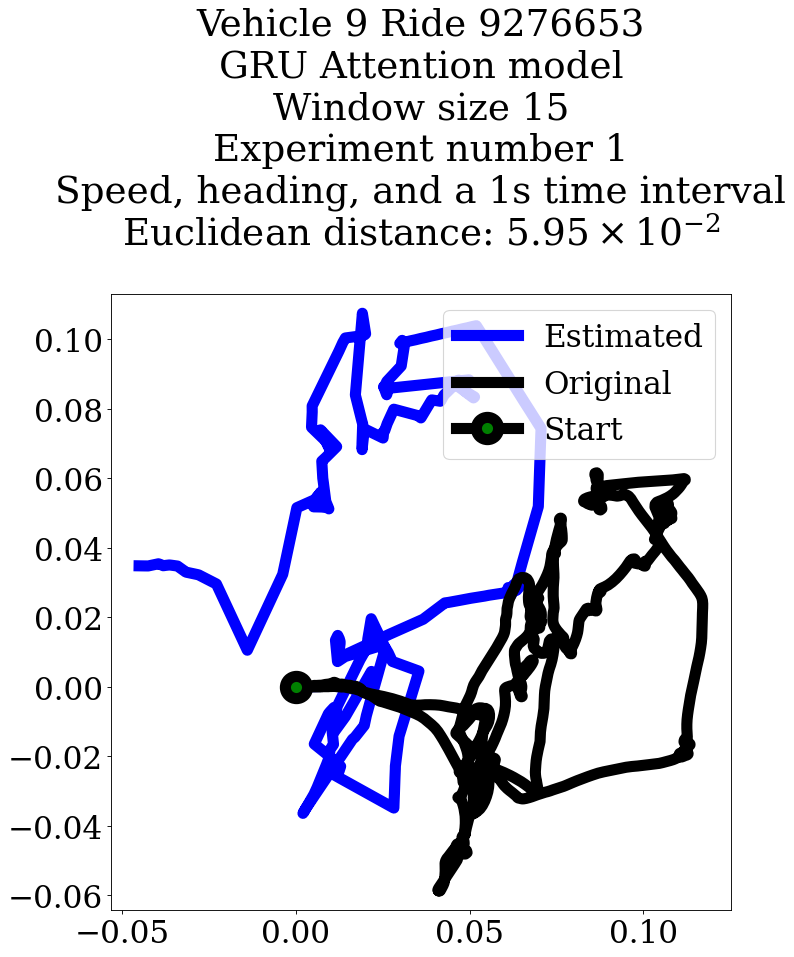 Vehicle 9 Ride 9276653
GRU Attention model
Window size 15
Experiment number 1
Speed, heading, and a 1s time interval
Euclidean distance: 5.95 × 10⁻²
Estimated
Original
Start
0.10
0.08
0.06
0.04
0.02
0.00
−0.02
−0.04
−0.06
−0.05 0.00 0.05 0.10